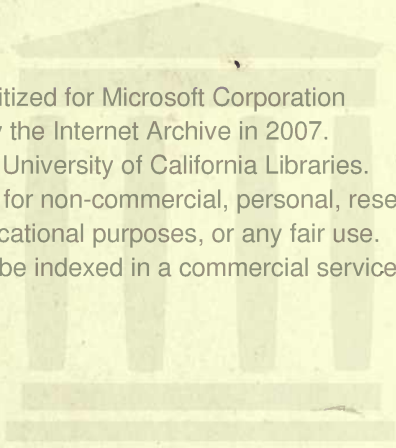 itized for Microsoft Corporation
y the Internet Archive in 2007.
University of California Libraries.
for non-commercial, personal, rese
cational purposes, or any fair use.
be indexed in a commercial service